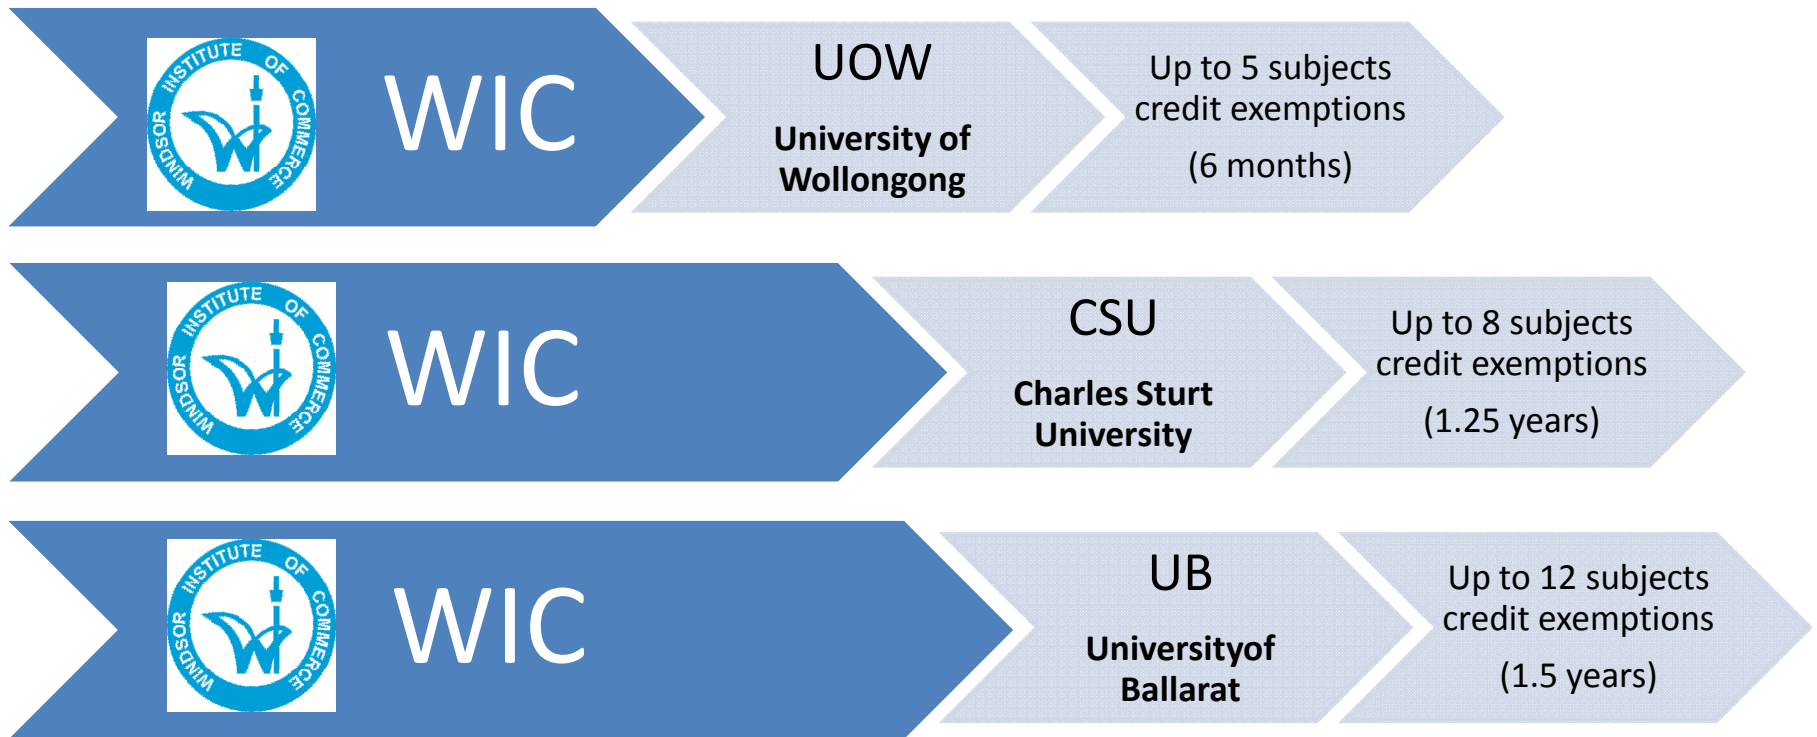 WINDSOR INSTITUTE OF COMMERCE
WIC
UOW
University of
Wollongong
Up to 5 subjects
credit exemptions
(6 months)
WINDSOR INSTITUTE OF COMMERCE
WIC
CSU
Charles Sturt
University
Up to 8 subjects
credit exemptions
(1.25 years)
WINDSOR INSTITUTE OF COMMERCE
WIC
UB
Universityof
Ballarat
Up to 12 subjects
credit exemptions
(1.5 years)